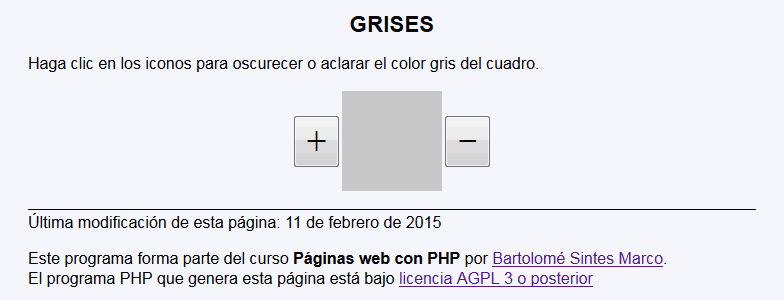 GRISES
Haga clic en los iconos para oscurecer o aclarar el color gris del cuadro.
+ −
Última modificación de esta página: 11 de febrero de 2015
Este programa forma parte del curso Páginas web con PHP por Bartolomé Sintes Marco.
El programa PHP que genera esta página está bajo licencia AGPL 3 o posterior